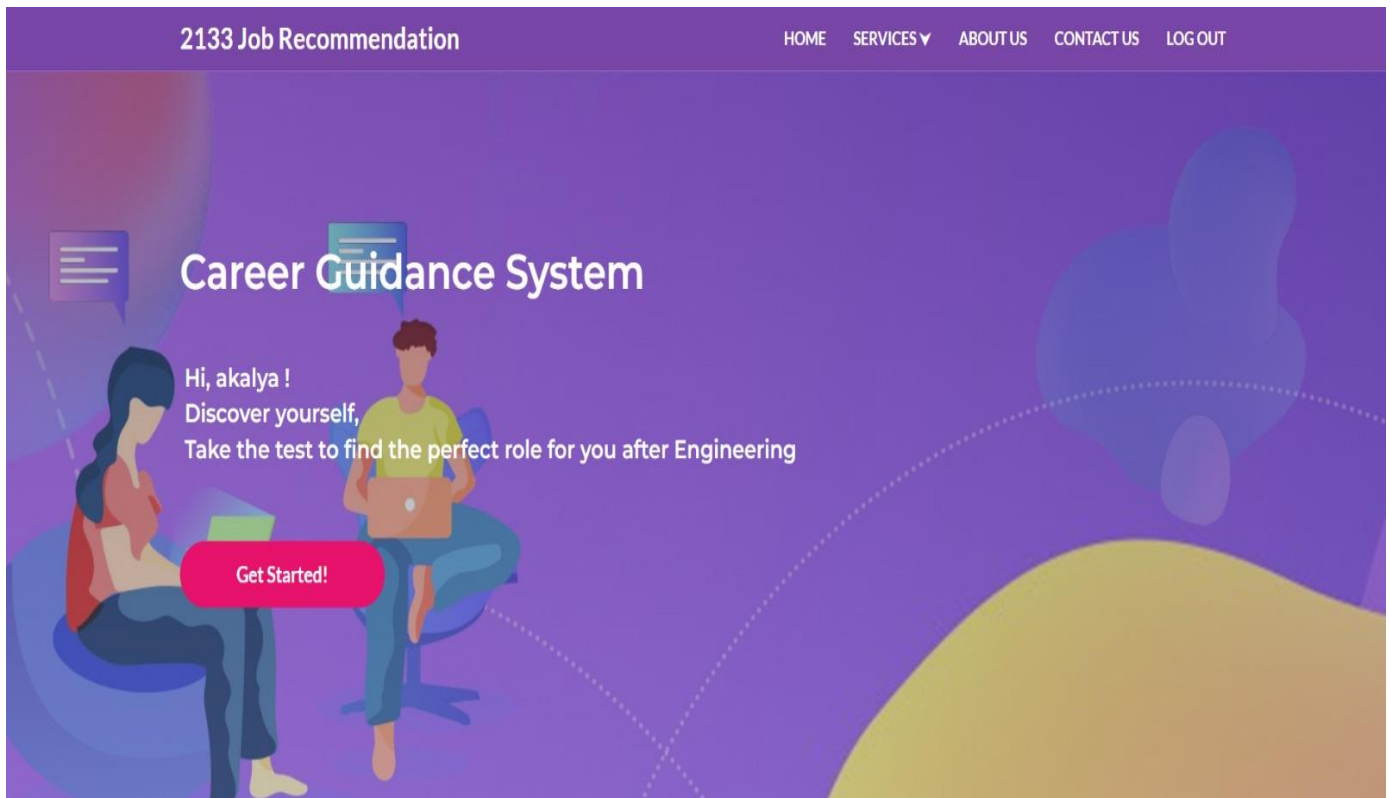 2133 Job Recommendation
HOME SERVICES ABOUT US CONTACT US LOG OUT
Career Guidance System
Hi, akalya !
Discover yourself,
Take the test to find the perfect role for you after Engineering
Get Started!